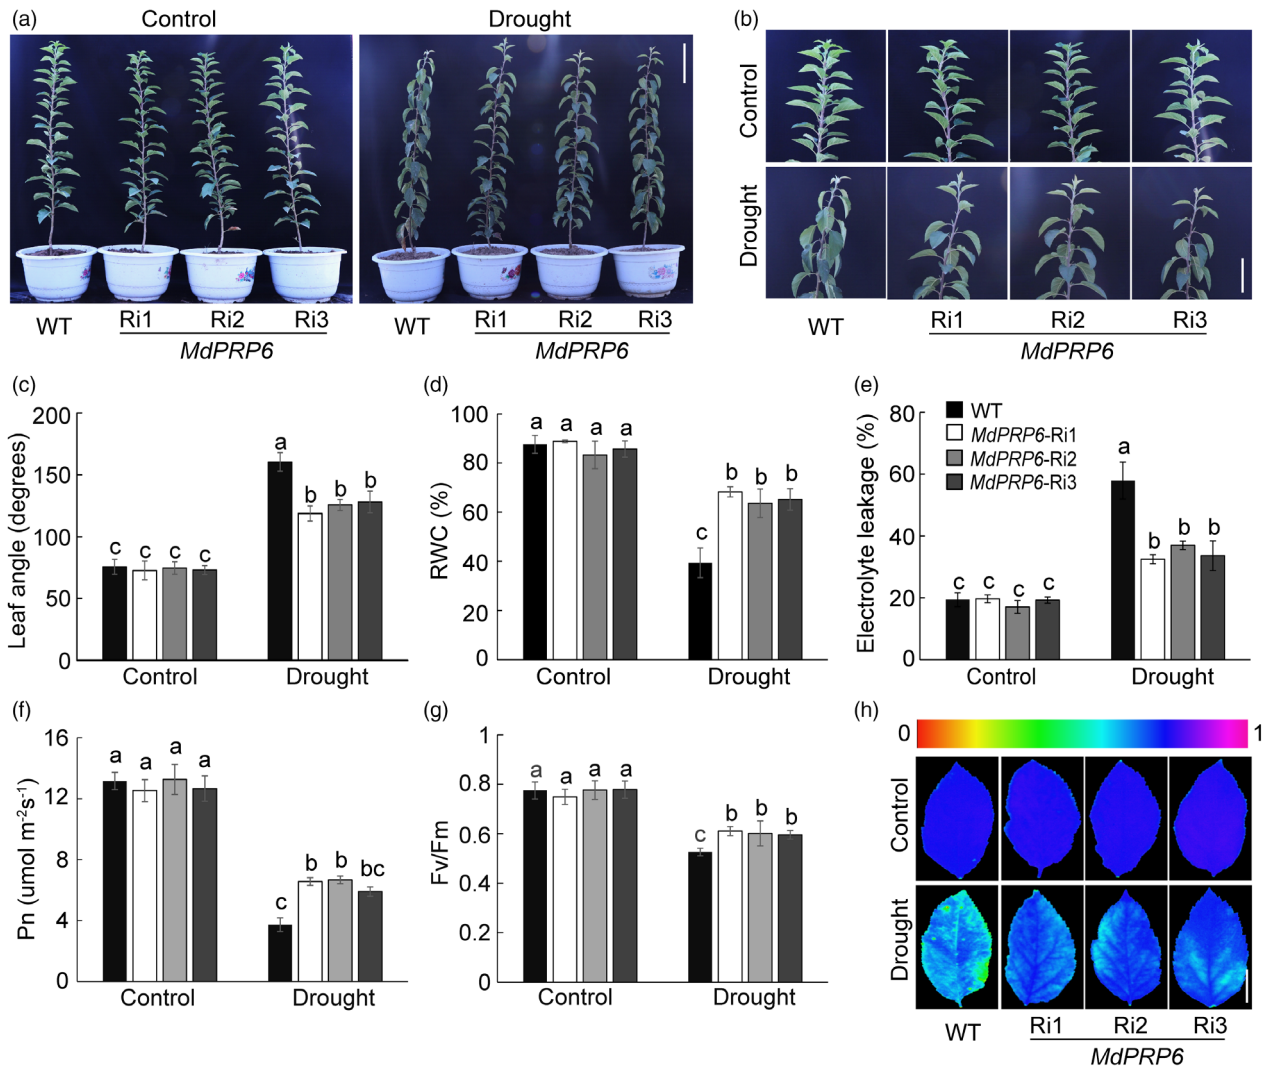 (a) Control Drought
WT Ri1 Ri2 Ri3 WT Ri1 Ri2 Ri3
MdPRP6 MdPRP6
(b)
Control
Drought
WT Ri1 Ri2 Ri3
MdPRP6
(c)
Leaf angle (degrees)
200
150
100
50
0
c c c c a b b b
Control Drought
(d)
RWC (%)
100
80
60
40
20
0
a a a a c b b b
Control Drought
(e)
Electrolyte leakage (%)
80
60
40
20
0
WT
MdPRP6-Ri1
MdPRP6-Ri2
MdPRP6-Ri3
c c c c a b b b
Control Drought
(f)
Pn (umol m-2s-1)
16
12
8
4
0
a a a a c b b bc
Control Drought
(g)
Fv/Fm
1
0.8
0.6
0.4
0.2
0
a a a a c b b b
Control Drought
(h)
0 1
Control
Drought
WT Ri1 Ri2 Ri3
MdPRP6